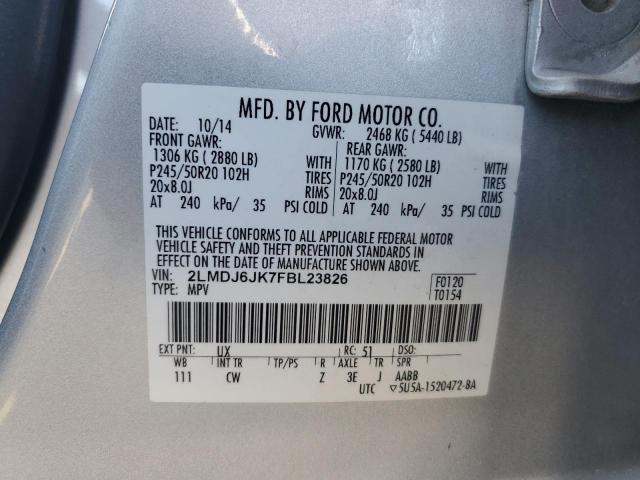 MFD. BY FORD MOTOR CO.
DATE: 10/14 GVWR: 2468 KG ( 5440 LB)
FRONT GAWR: REAR GAWR:
1306 KG ( 2880 LB) WITH 1170 KG ( 2580 LB) WITH
P245/50R20 102H TIRES P245/50R20 102H TIRES
20x8.0J RIMS 20x8.0J RIMS
AT 240 kPa/ 35 PSI COLD AT 240 kPa/ 35 PSI COLD
THIS VEHICLE CONFORMS TO ALL APPLICABLE FEDERAL MOTOR
VEHICLE SAFETY AND THEFT PREVENTION STANDARDS IN
EFFECT ON THE DATE OF MANUFACTURE SHOWN ABOVE.
VIN: 2LMDJ6JK7FBL23826 F0120
TYPE: MPV T0154
EXT PNT: UX RC: 51 DSO:
WB INT TR TP/PS R AXLE TR SPR
111 CW Z 3E J AABB
UTC ▽5U5A-1520472-BA